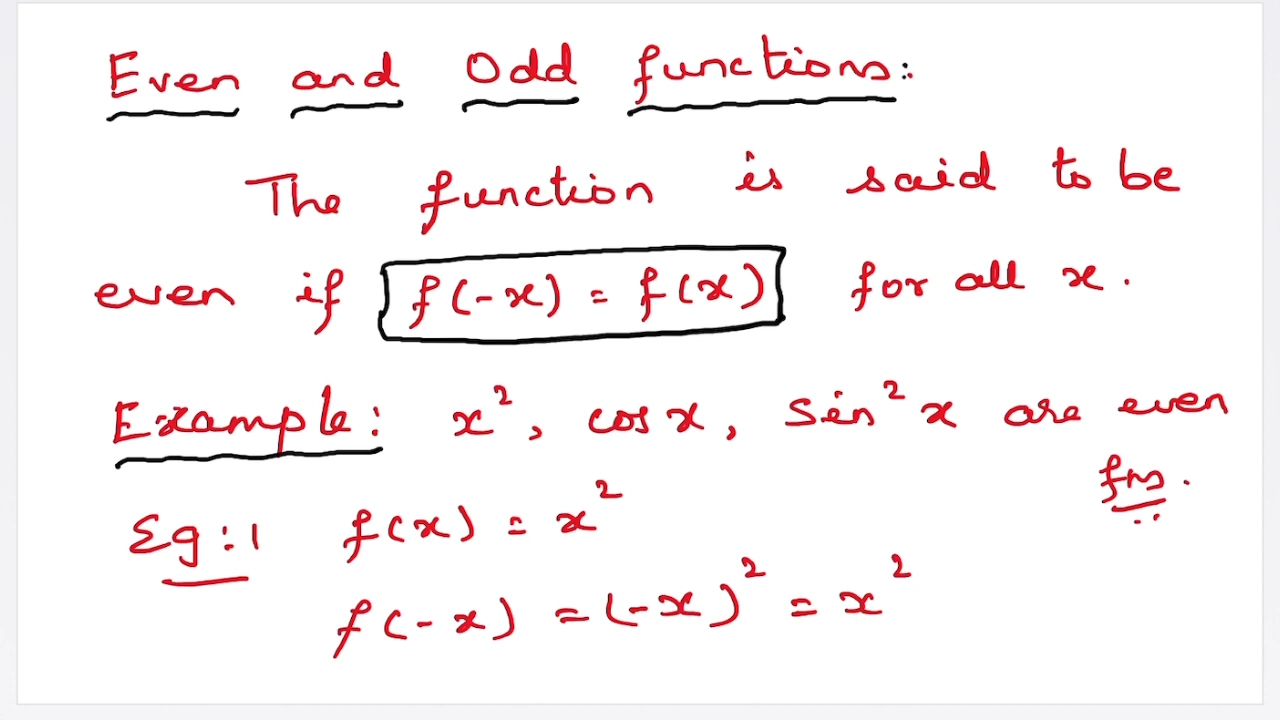 Even and Odd functions:
The function is said to be
even if f(-x) = f(x) for all x.
Example: x², cos x, sin² x are even
fns.
Eg:1 f(x) = x²
f(-x) = (-x)² = x²